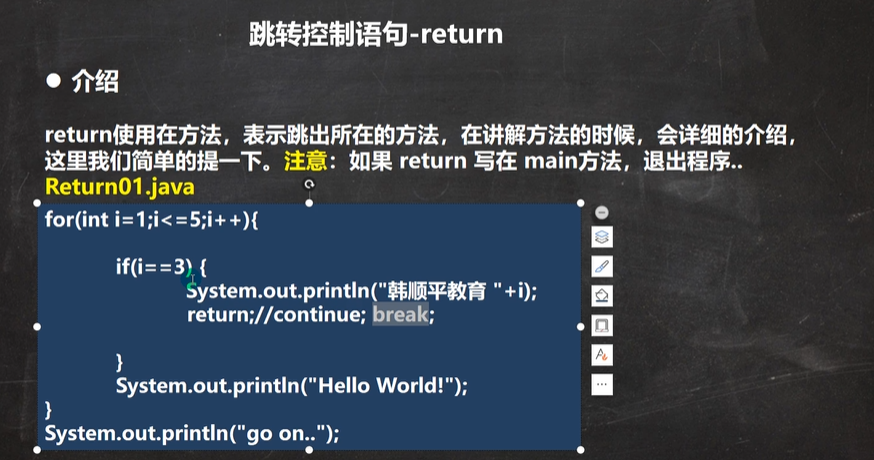 跳转控制语句-return
● 介绍
return使用在方法，表示跳出所在的方法，在讲解方法的时候，会详细的介绍，
这里我们简单的提一下。注意：如果 return 写在 main方法，退出程序..
Return01.java
for(int i=1;i<=5;i++){
if(i==3) {
System.out.println("韩顺平教育 "+i);
return;//continue; break;
}
System.out.println("Hello World!");
}
System.out.println("go on..");